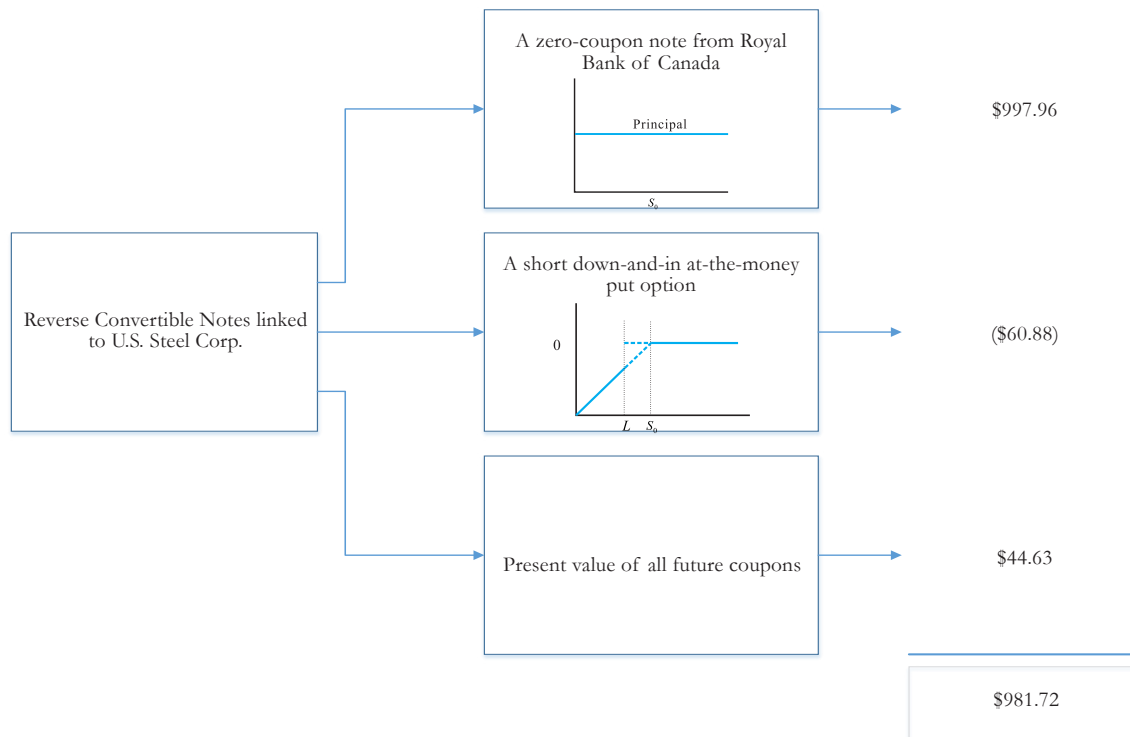 A zero-coupon note from Royal
Bank of Canada
Principal
S₀
$997.96
Reverse Convertible Notes linked
to U.S. Steel Corp.
A short down-and-in at-the-money
put option
0
L S₀
($60.88)
Present value of all future coupons
$44.63
$981.72